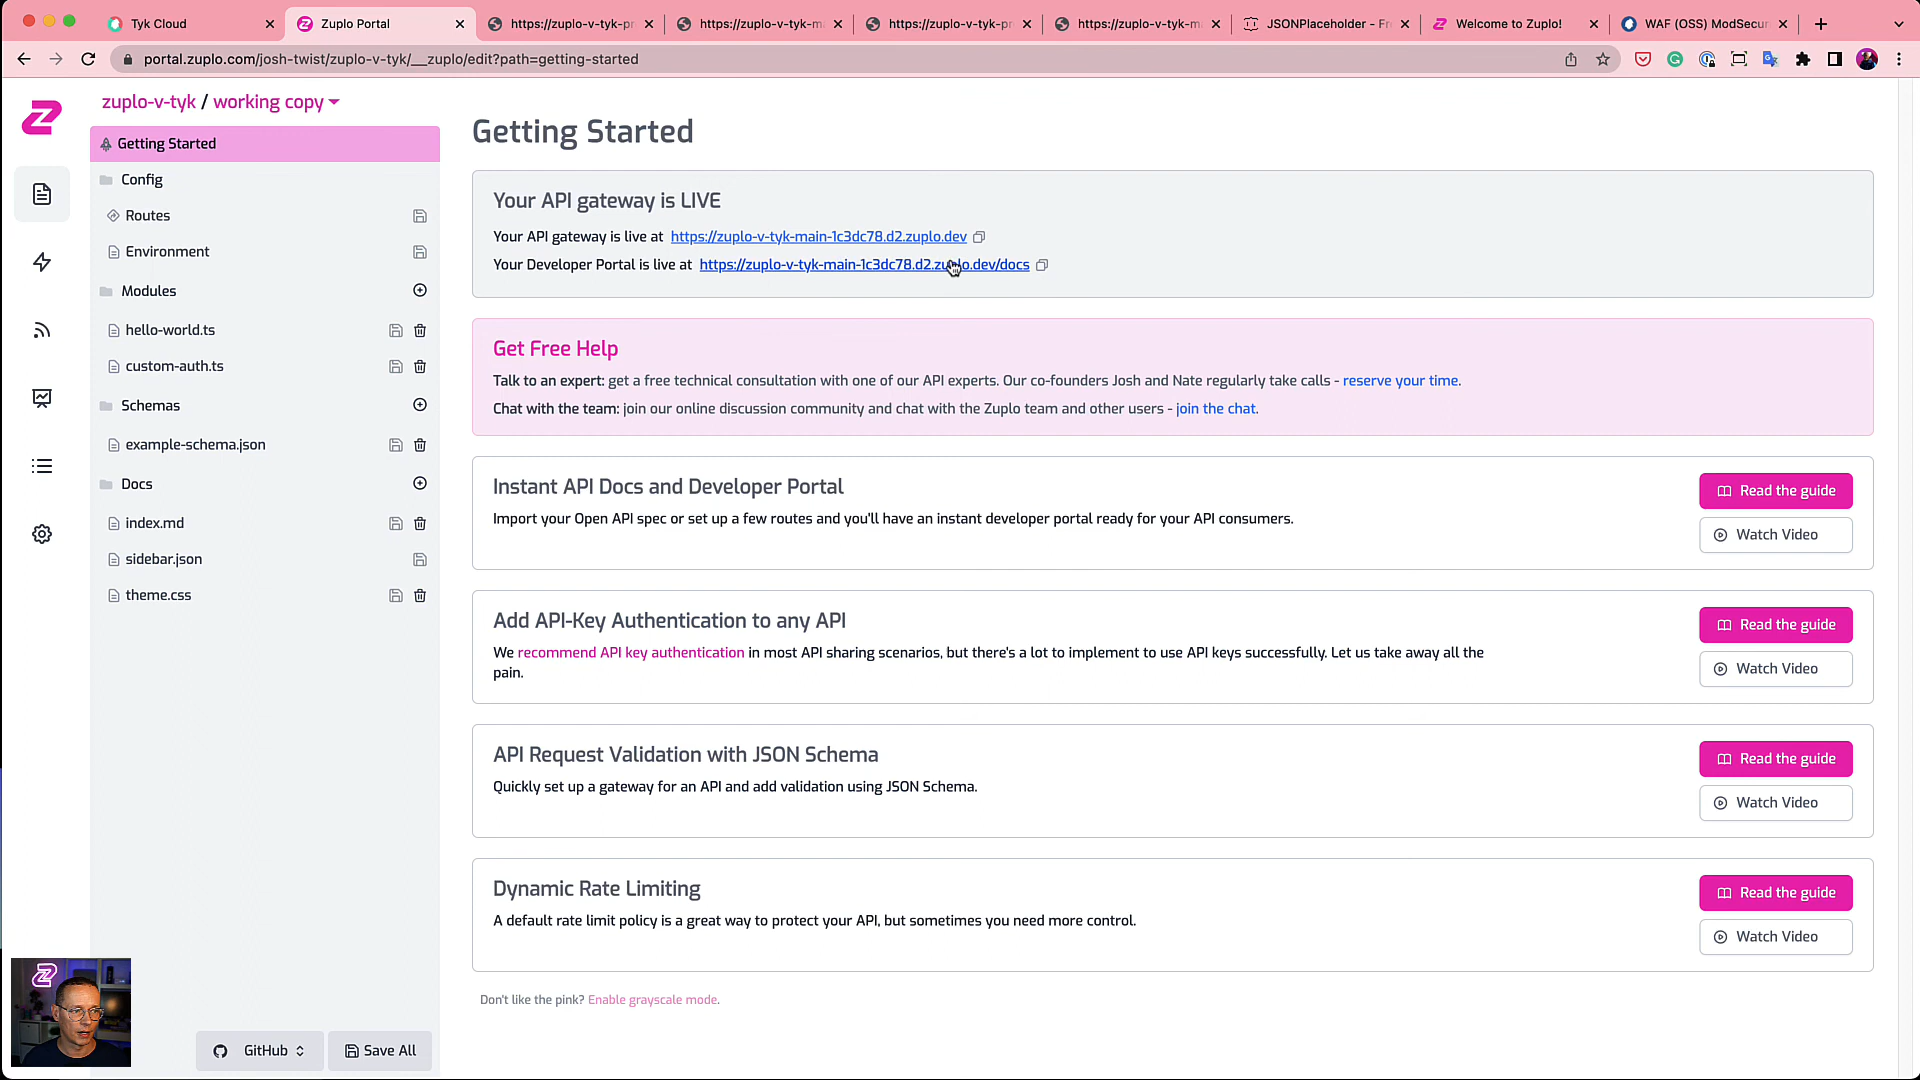 Tyk Cloud
Zuplo Portal
https://zuplo-v-tyk-pr
https://zuplo-v-tyk-m
https://zuplo-v-tyk-pr
https://zuplo-v-tyk-m
JSONPlaceholder - Fr
Welcome to Zuplo!
WAF (OSS) ModSecur
portal.zuplo.com/josh-twist/zuplo-v-tyk/__zuplo/edit?path=getting-started
zuplo-v-tyk / working copy
Getting Started
Config
Routes
Environment
Modules
hello-world.ts
custom-auth.ts
Schemas
example-schema.json
Docs
index.md
sidebar.json
theme.css
GitHub
Save All
Getting Started
Your API gateway is LIVE
Your API gateway is live at https://zuplo-v-tyk-main-1c3dc78.d2.zuplo.dev
Your Developer Portal is live at https://zuplo-v-tyk-main-1c3dc78.d2.zuplo.dev/docs
Get Free Help
Talk to an expert: get a free technical consultation with one of our API experts. Our co-founders Josh and Nate regularly take calls - reserve your time.
Chat with the team: join our online discussion community and chat with the Zuplo team and other users - join the chat.
Instant API Docs and Developer Portal
Import your Open API spec or set up a few routes and you'll have an instant developer portal ready for your API consumers.
Read the guide
Watch Video
Add API-Key Authentication to any API
We recommend API key authentication in most API sharing scenarios, but there's a lot to implement to use API keys successfully. Let us take away all the
pain.
Read the guide
Watch Video
API Request Validation with JSON Schema
Quickly set up a gateway for an API and add validation using JSON Schema.
Read the guide
Watch Video
Dynamic Rate Limiting
A default rate limit policy is a great way to protect your API, but sometimes you need more control.
Read the guide
Watch Video
Don't like the pink? Enable grayscale mode.